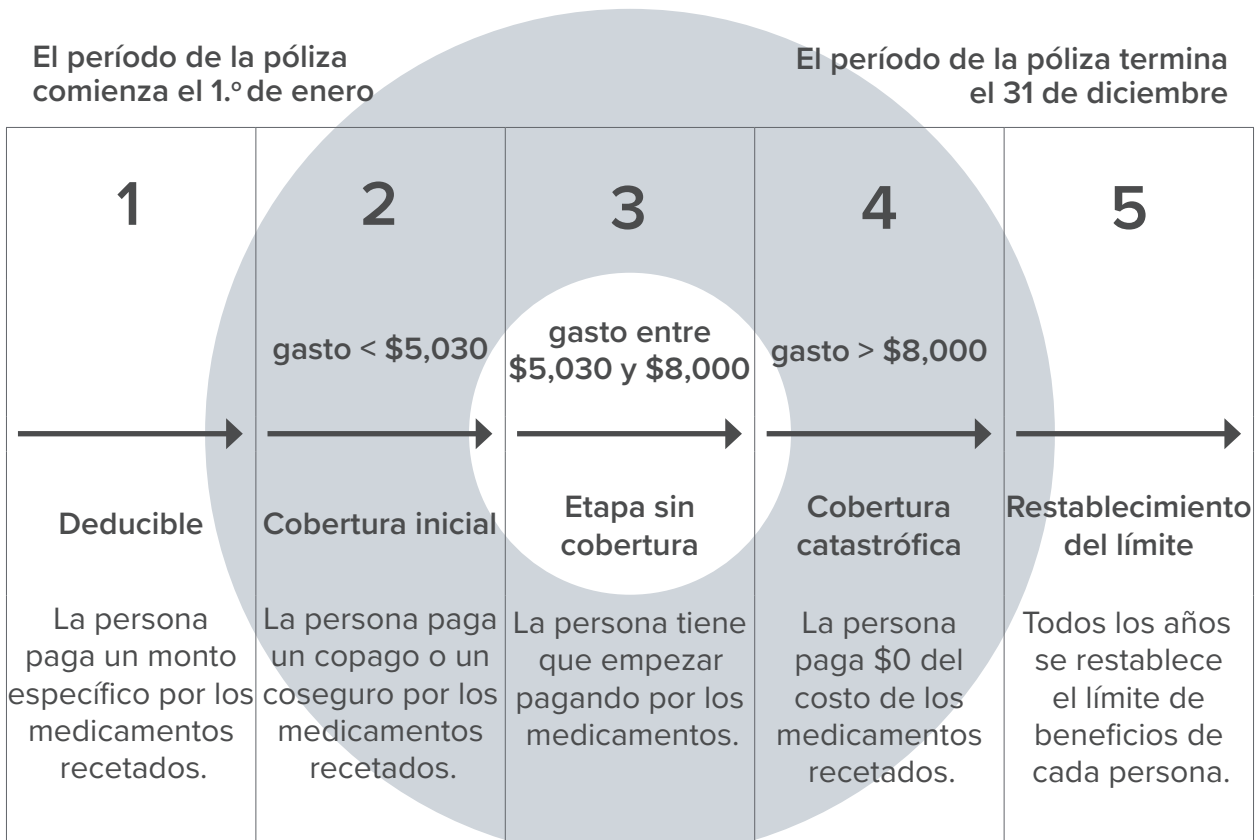 El período de la póliza
comienza el 1.º de enero
El período de la póliza termina
el 31 de diciembre
1
Deducible
La persona
paga un monto
específico por los
medicamentos
recetados.
2
gasto < $5,030
Cobertura inicial
La persona paga
un copago o un
coseguro por los
medicamentos
recetados.
3
gasto entre
$5,030 y $8,000
Etapa sin
cobertura
La persona tiene
que empezar
pagando por los
medicamentos.
4
gasto > $8,000
Cobertura
catastrófica
La persona
paga $0 del
costo de los
medicamentos
recetados.
5
Restablecimiento
del límite
Todos los años
se restablece
el límite de
beneficios de
cada persona.